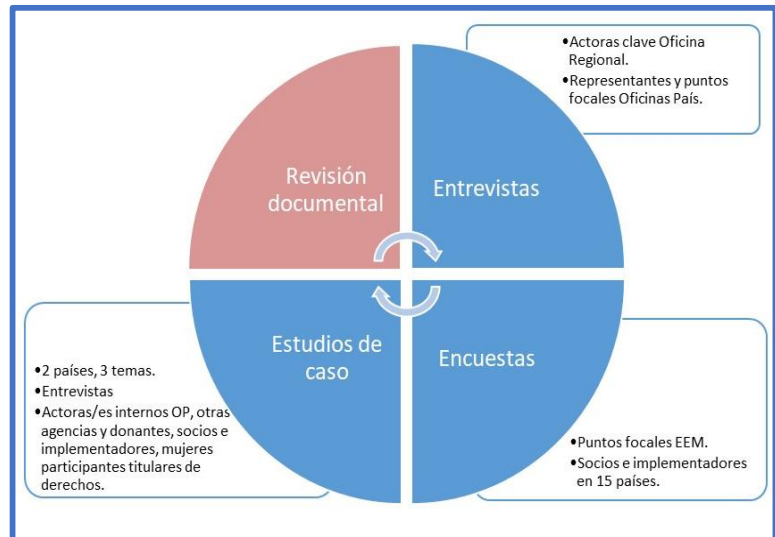 •Actoras clave Oficina
Regional.
•Representantes y puntos
focales Oficinas País.
Revisión
documental
Entrevistas
Estudios de
caso
Encuestas
•2 países, 3 temas.
•Entrevistas
•Actoras/es internos OP, otras
agencias y donantes, socios e
implementadores, mujeres
participantes titulares de
derechos.
•Puntos focales EEM.
•Socios e implementadores
en 15 países.